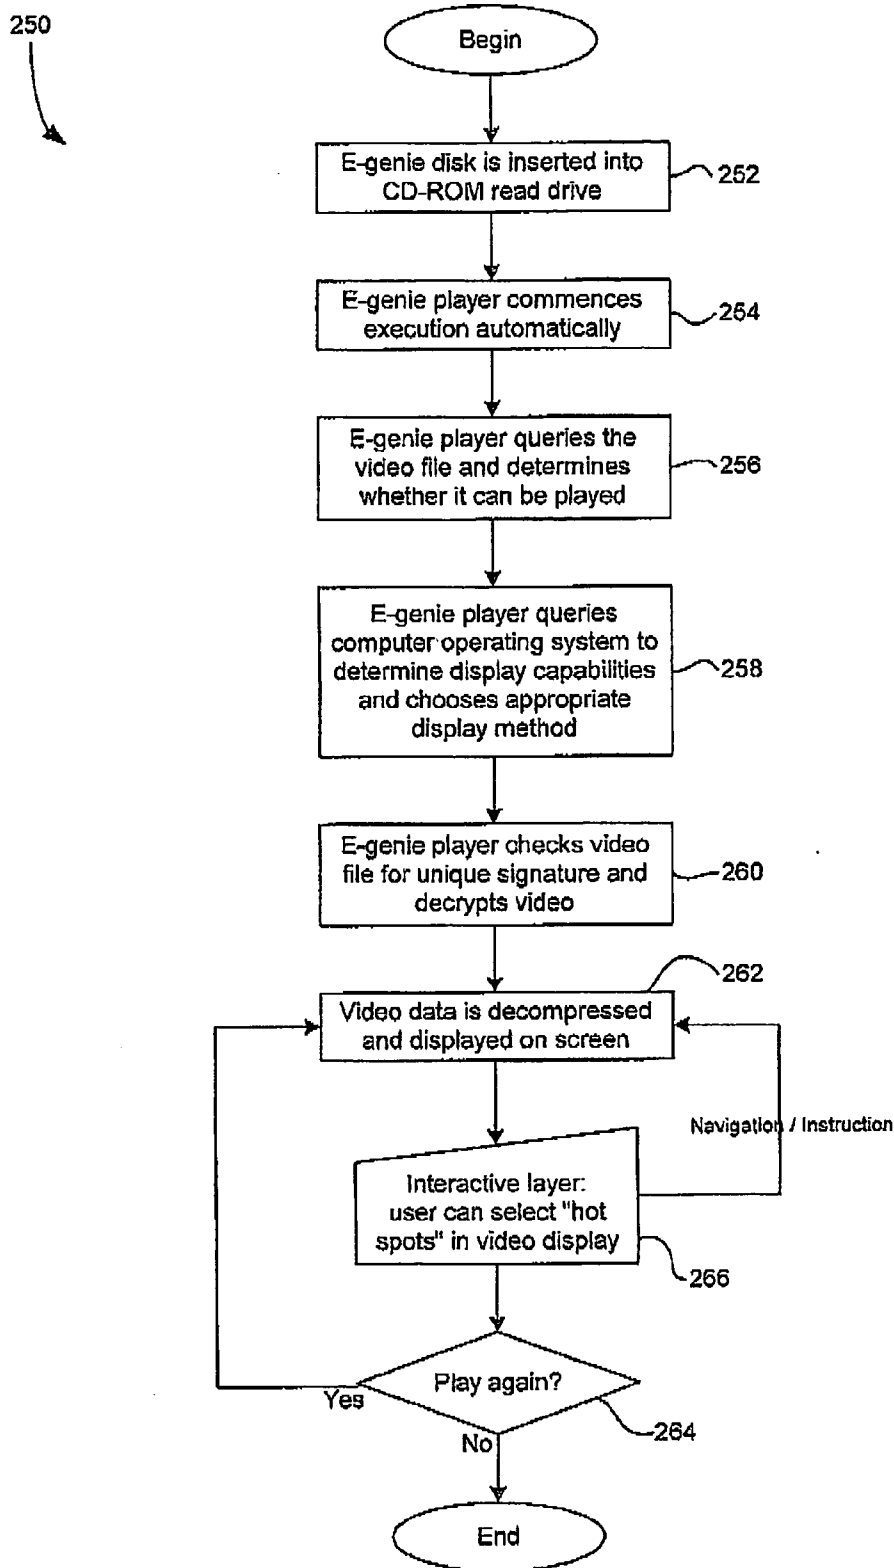 250
Begin
E-genie disk is inserted into
CD-ROM read drive
252
E-genie player commences
execution automatically
254
E-genie player queries the
video file and determines
whether it can be played
256
E-genie player queries
computer operating system to
determine display capabilities
and chooses appropriate
display method
258
E-genie player checks video
file for unique signature and
decrypts video
260
262
Video data is decompressed
and displayed on screen
Navigation / Instruction
Interactive layer:
user can select "hot
spots" in video display
266
Play again?
Yes
264
No
End